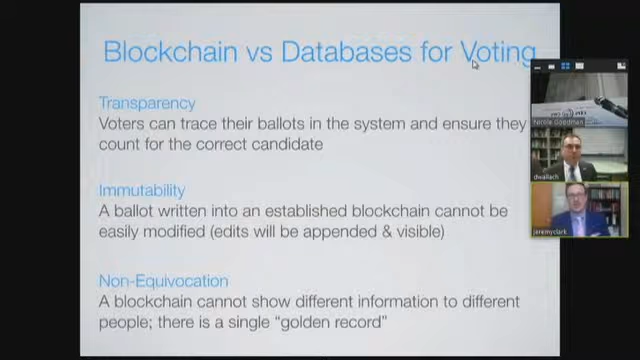 Blockchain vs Databases for Voting
Transparency
Voters can trace their ballots in the system and ensure they
count for the correct candidate
Immutability
A ballot written into an established blockchain cannot be
easily modified (edits will be appended & visible)
Non-Equivocation
A blockchain cannot show different information to different
people; there is a single “golden record”
Nicole Goodman
dwallach
jeremyclark